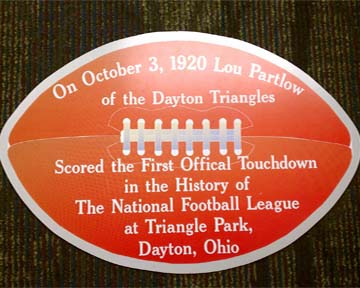 On October 3, 1920 Lou Partlow
of the Dayton Triangles
Scored the First Offical Touchdown
in the History of
The National Football League
at Triangle Park,
Dayton, Ohio